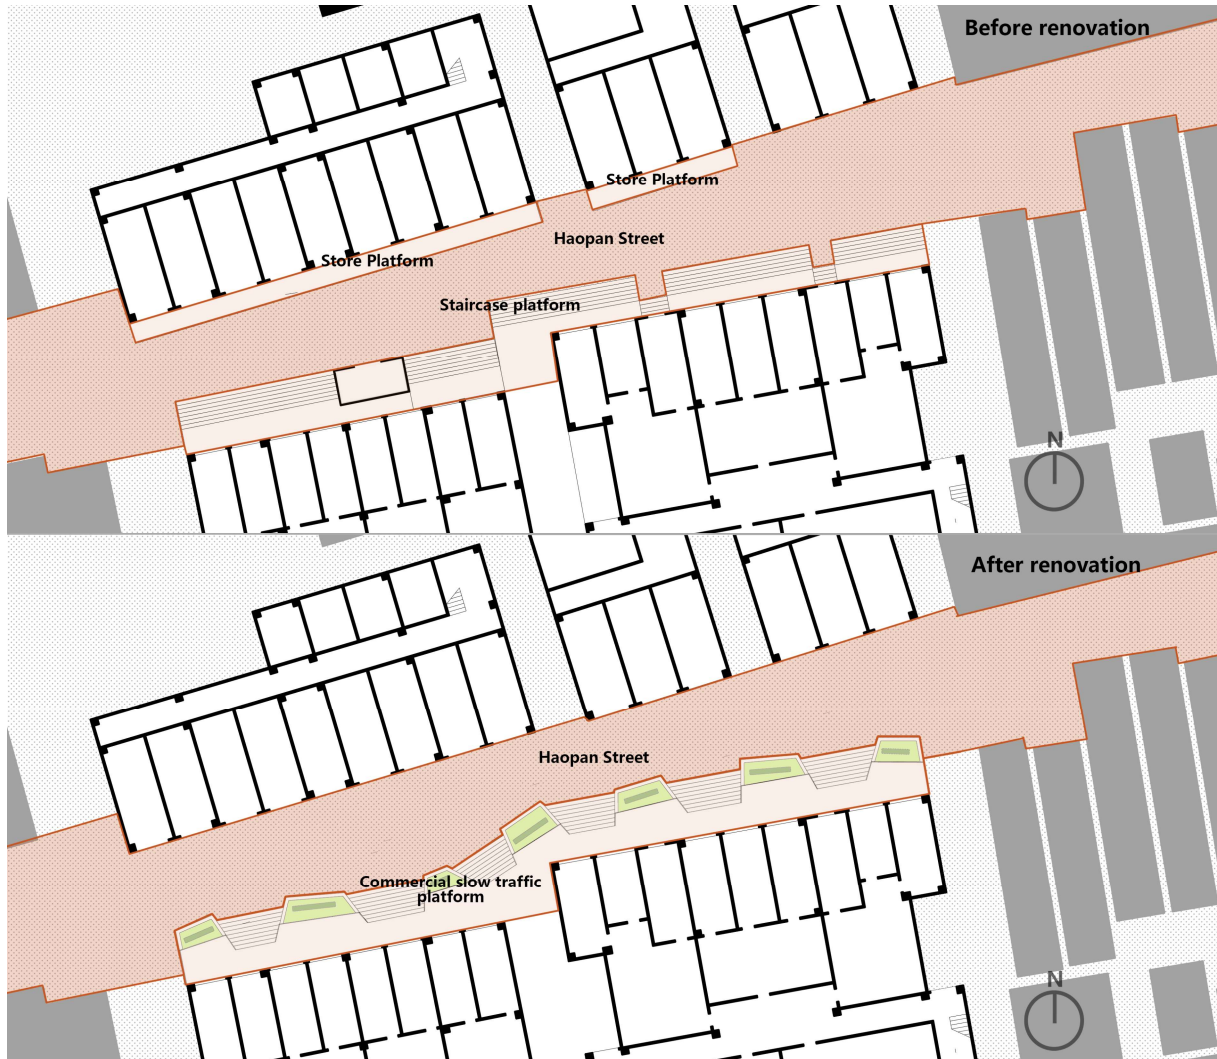 Before renovation
Store Platform
Haopan Street
Store Platform
Staircase platform
N
After renovation
Haopan Street
Commercial slow traffic
platform
N